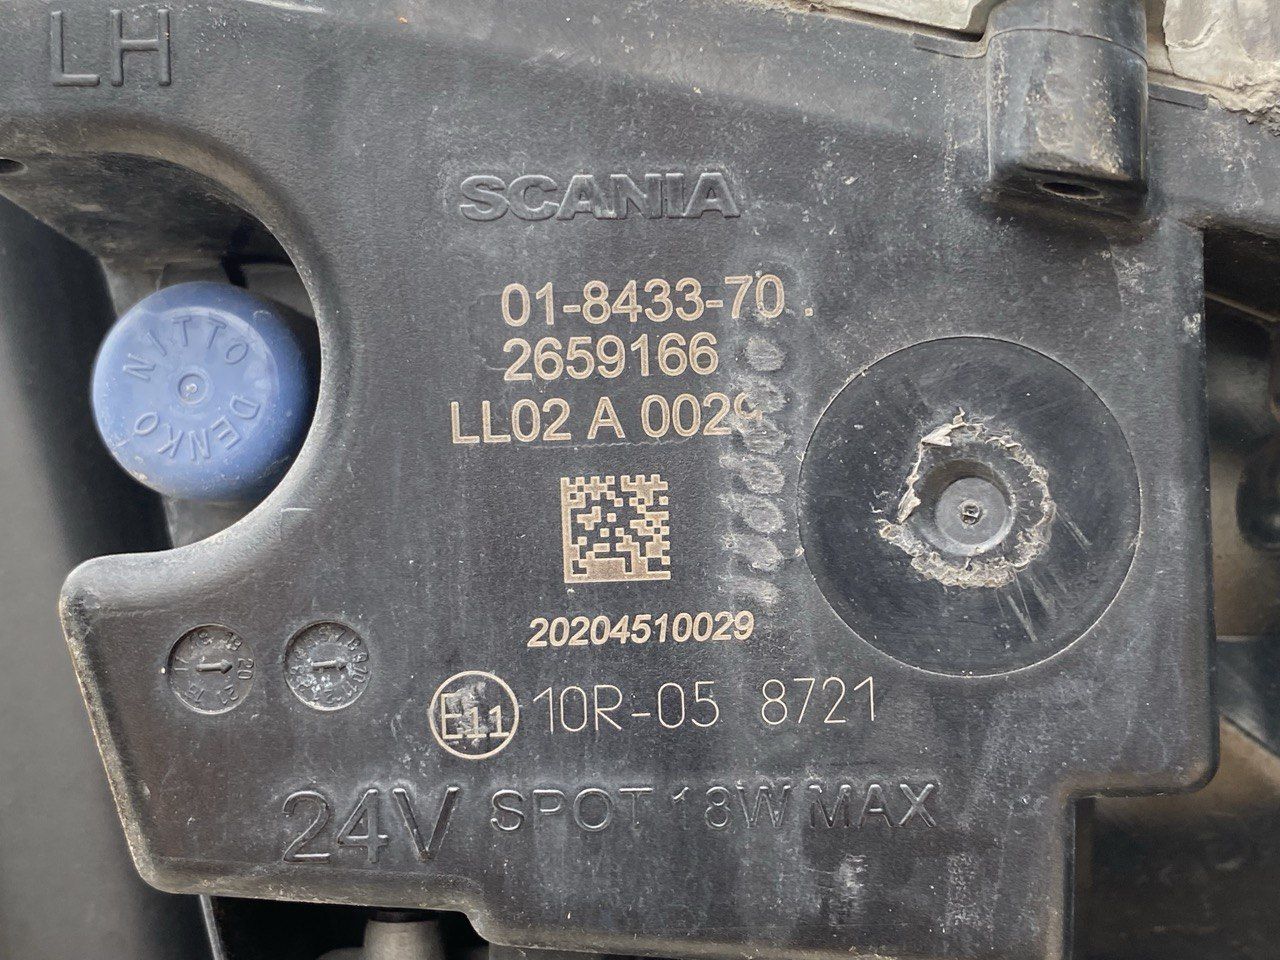 LH
SCANIA
01-8433-70
2659166
NITTO DENKO
LL02 A 0029
20204510029
E11 10R-05 8721
24V SPOT 18W MAX